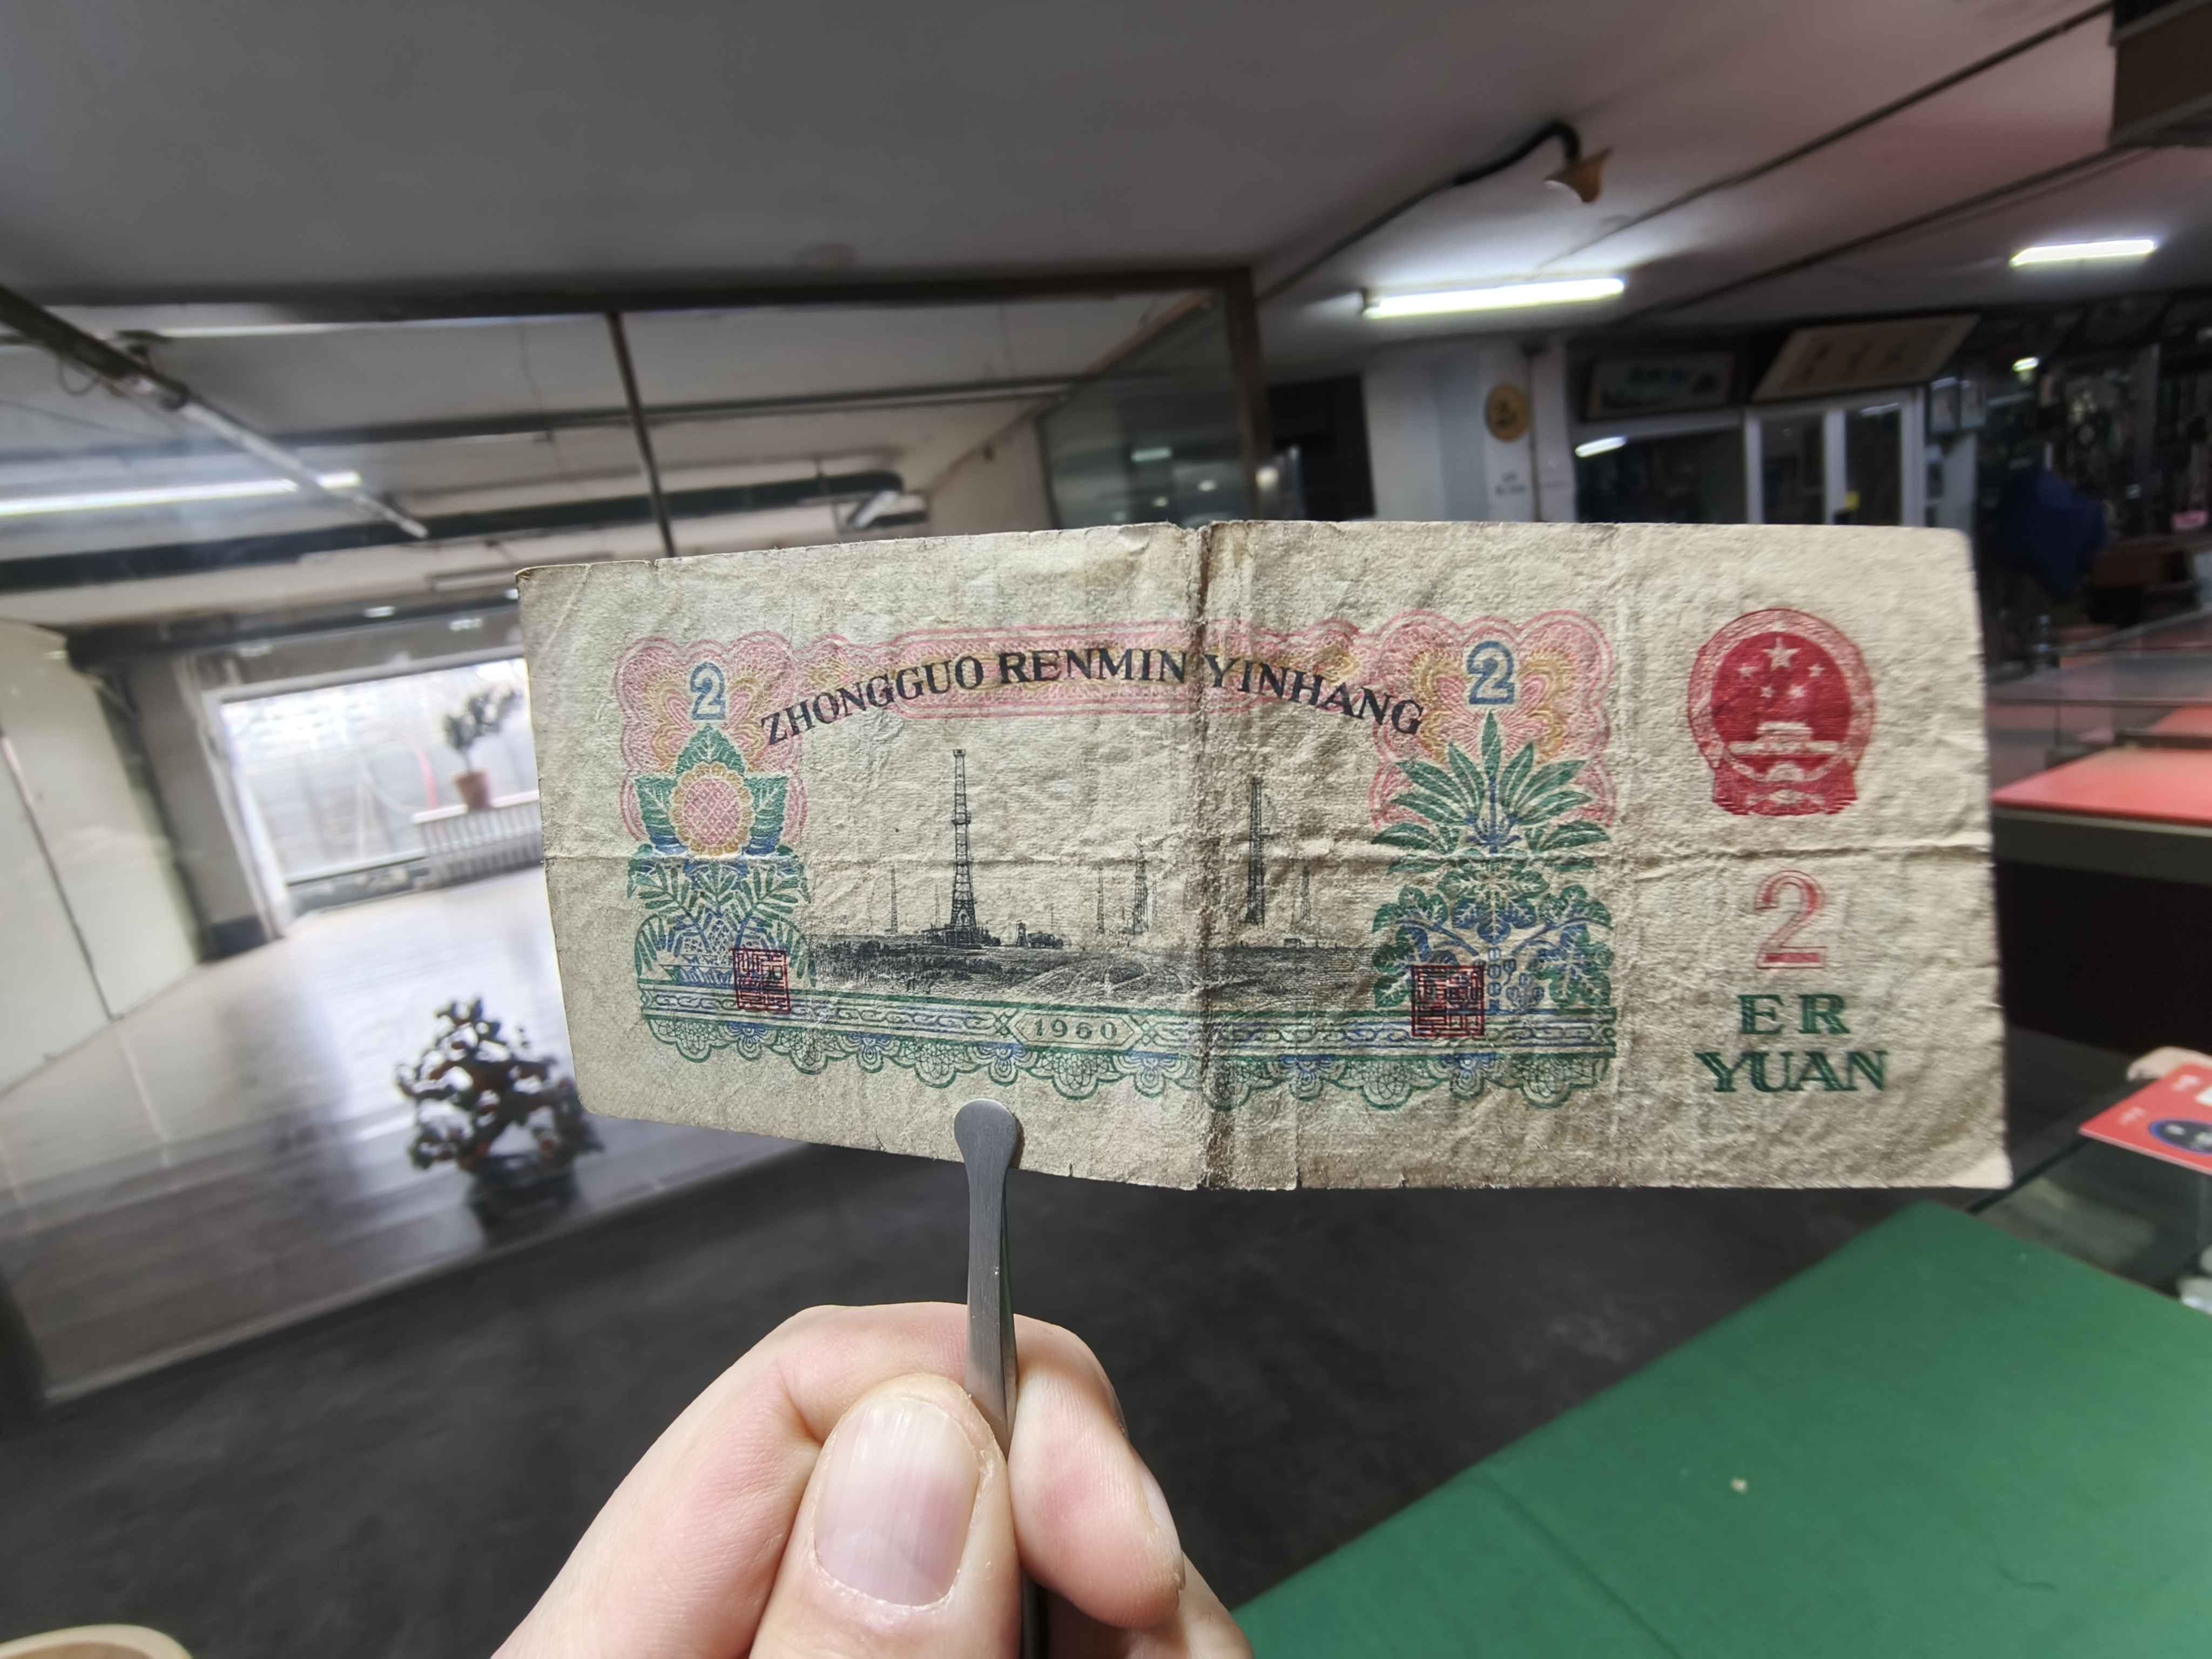 2
2
ZHONGGUO RENMIN YINHANG
1960
2
ER
YUAN